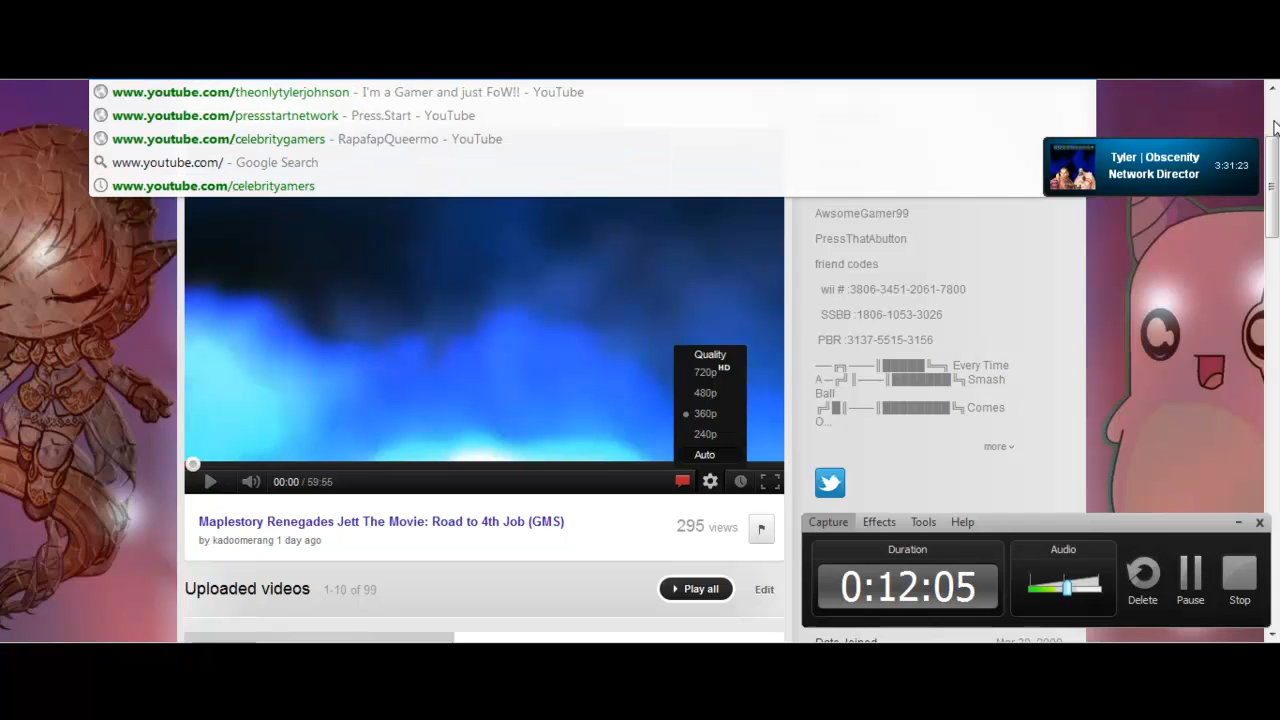 www.youtube.com/theonlytylerjohnson - I'm a Gamer and just FoW!! - YouTube
www.youtube.com/pressstartnetwork - Press.Start - YouTube
www.youtube.com/celebritygamers - RapafapQueermo - YouTube
www.youtube.com/ - Google Search
www.youtube.com/celebrityamers
Tyler | Obscenity
Network Director
3:31:23
AwsomeGamer99
PressThatAbutton
friend codes
wii # :3806-3451-2061-7800
SSBB :1806-1053-3026
PBR :3137-5515-3156
Every Time
A
Smash
Ball
Comes
O...
more
Quality
720p HD
480p
360p
240p
Auto
00:00 / 59:55
Maplestory Renegades Jett The Movie: Road to 4th Job (GMS)
295 views
by kadoomerang 1 day ago
Uploaded videos 1-10 of 99
Play all
Edit
Capture Effects Tools Help
Duration
0:12:05
Audio
Delete
Pause
Stop